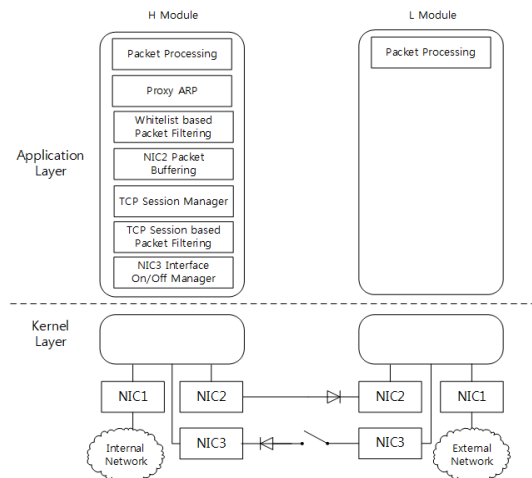 H Module
L Module
Packet Processing
Proxy ARP
Whitelist based
Packet Filtering
NIC2 Packet
Buffering
TCP Session Manager
TCP Session based
Packet Filtering
NIC3 Interface
On/Off Manager
Packet Processing
Application
Layer
Kernel
Layer
NIC1
NIC2
NIC2
NIC1
NIC3
NIC3
Internal
Network
External
Network